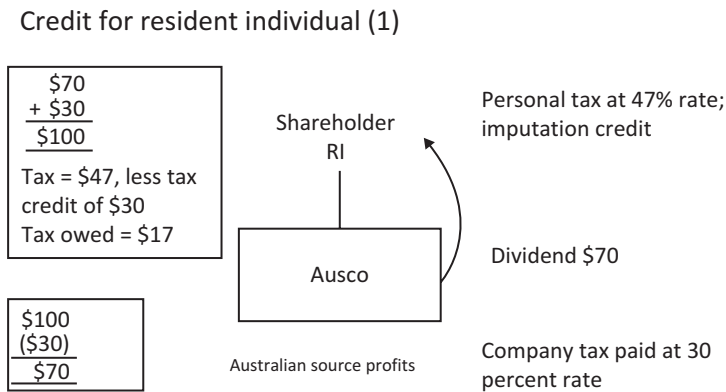 Credit for resident individual (1)
$70
+ $30
$100
Tax = $47, less tax
credit of $30
Tax owed = $17
Shareholder
RI
Personal tax at 47% rate;
imputation credit
Ausco
Dividend $70
$100
($30)
$70
Australian source profits
Company tax paid at 30
percent rate